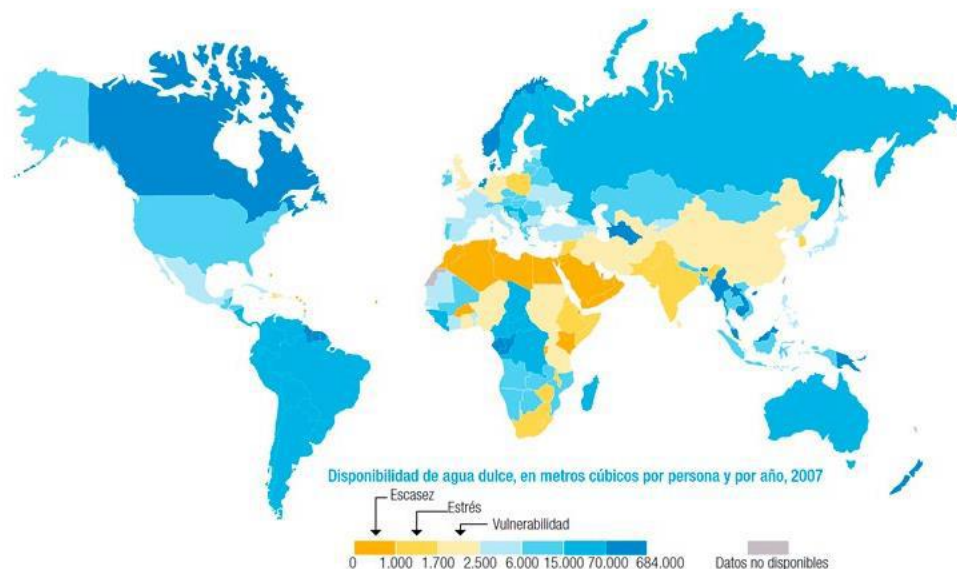 Disponibilidad de agua dulce, en metros cúbicos por persona y por año, 2007
Escasez
Estrés
Vulnerabilidad
0 1.000 1.700 2.500 6.000 15.000 70.000 684.000 Datos no disponibles